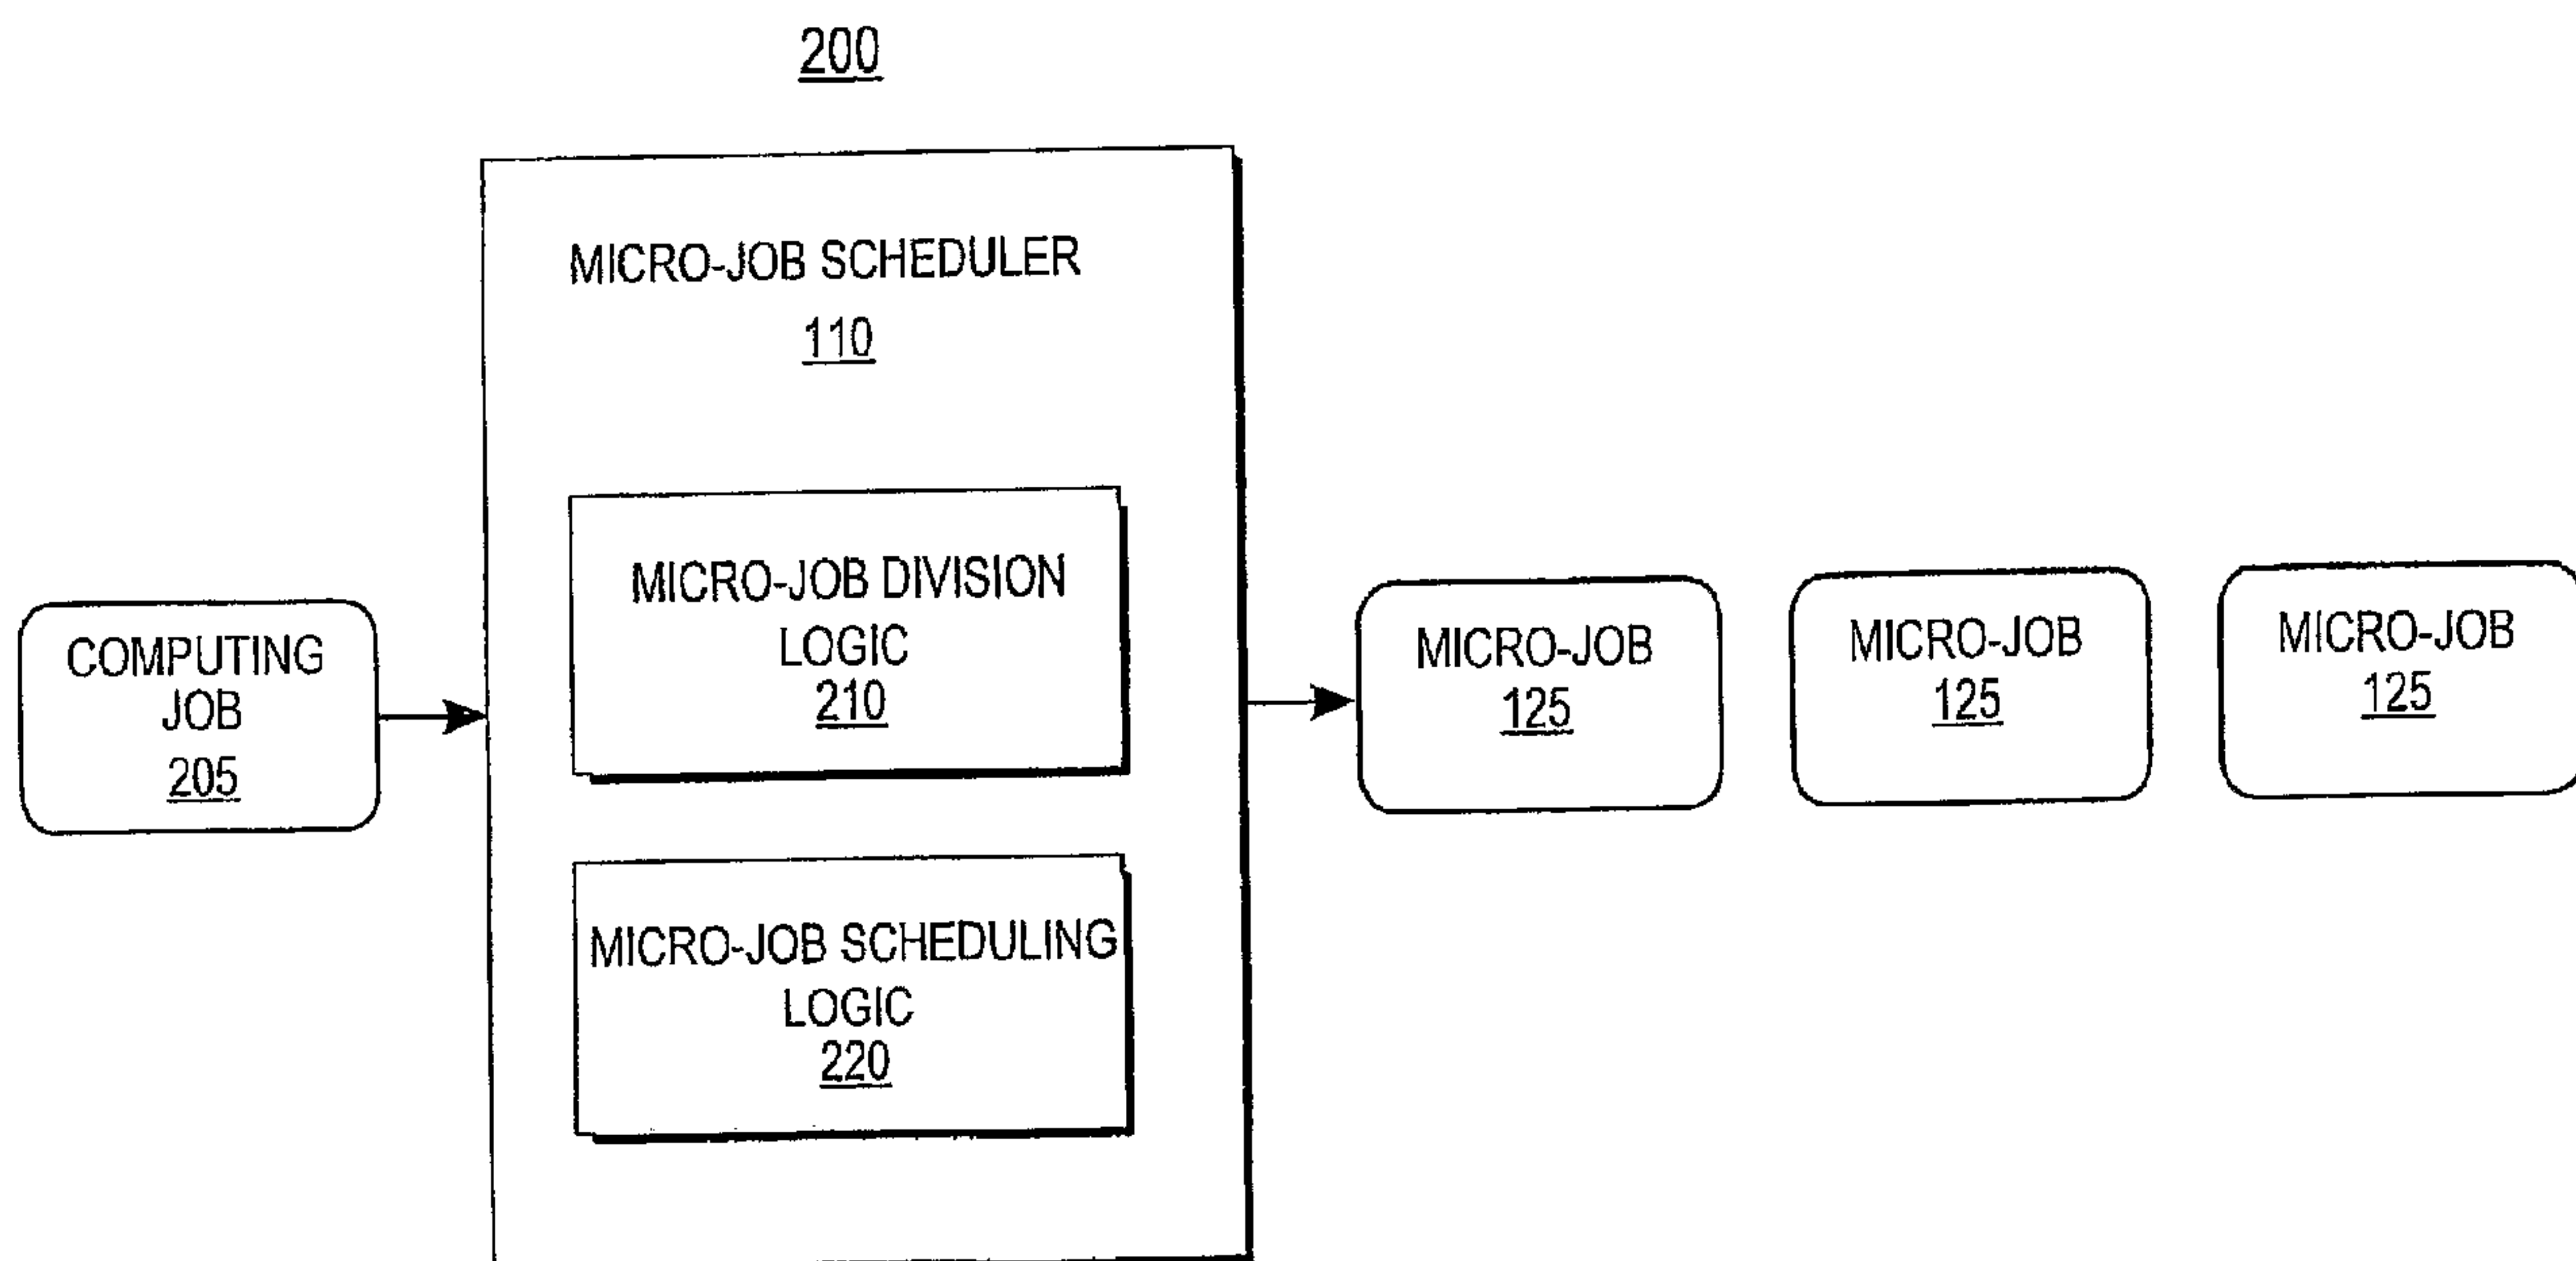 200
MICRO-JOB SCHEDULER
110
MICRO-JOB DIVISION
LOGIC
210
MICRO-JOB SCHEDULING
LOGIC
220
COMPUTING
JOB
205
MICRO-JOB
125
MICRO-JOB
125
MICRO-JOB
125